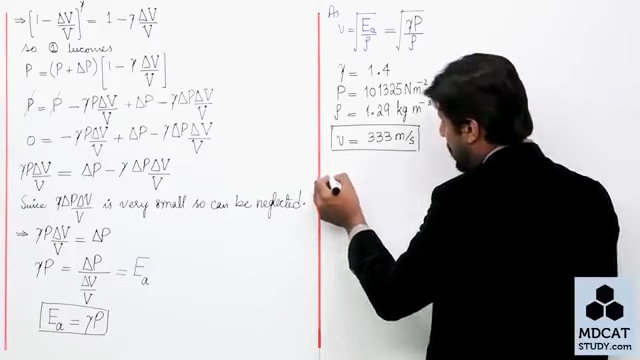 ⇒ [1 - ΔV/V]^γ = 1 - γ ΔV/V
so ① becomes
P = (P + ΔP) [1 - γ ΔV/V]
P = P - γPΔV/V + ΔP - γΔPΔV/V
0 = -γPΔV/V + ΔP - γΔPΔV/V
γPΔV/V = ΔP - γΔPΔV/V
Since γΔPΔV/V is very small so can be neglected.
⇒ γPΔV/V = ΔP
γP = ΔP/(ΔV/V) = Ea
Ea = γP
As
v = √(Ea/ρ) = √(γP/ρ)
γ = 1.4
P = 101325 Nm⁻²
ρ = 1.29 kg m⁻³
v = 333 m/s
MDCAT
STUDY.com